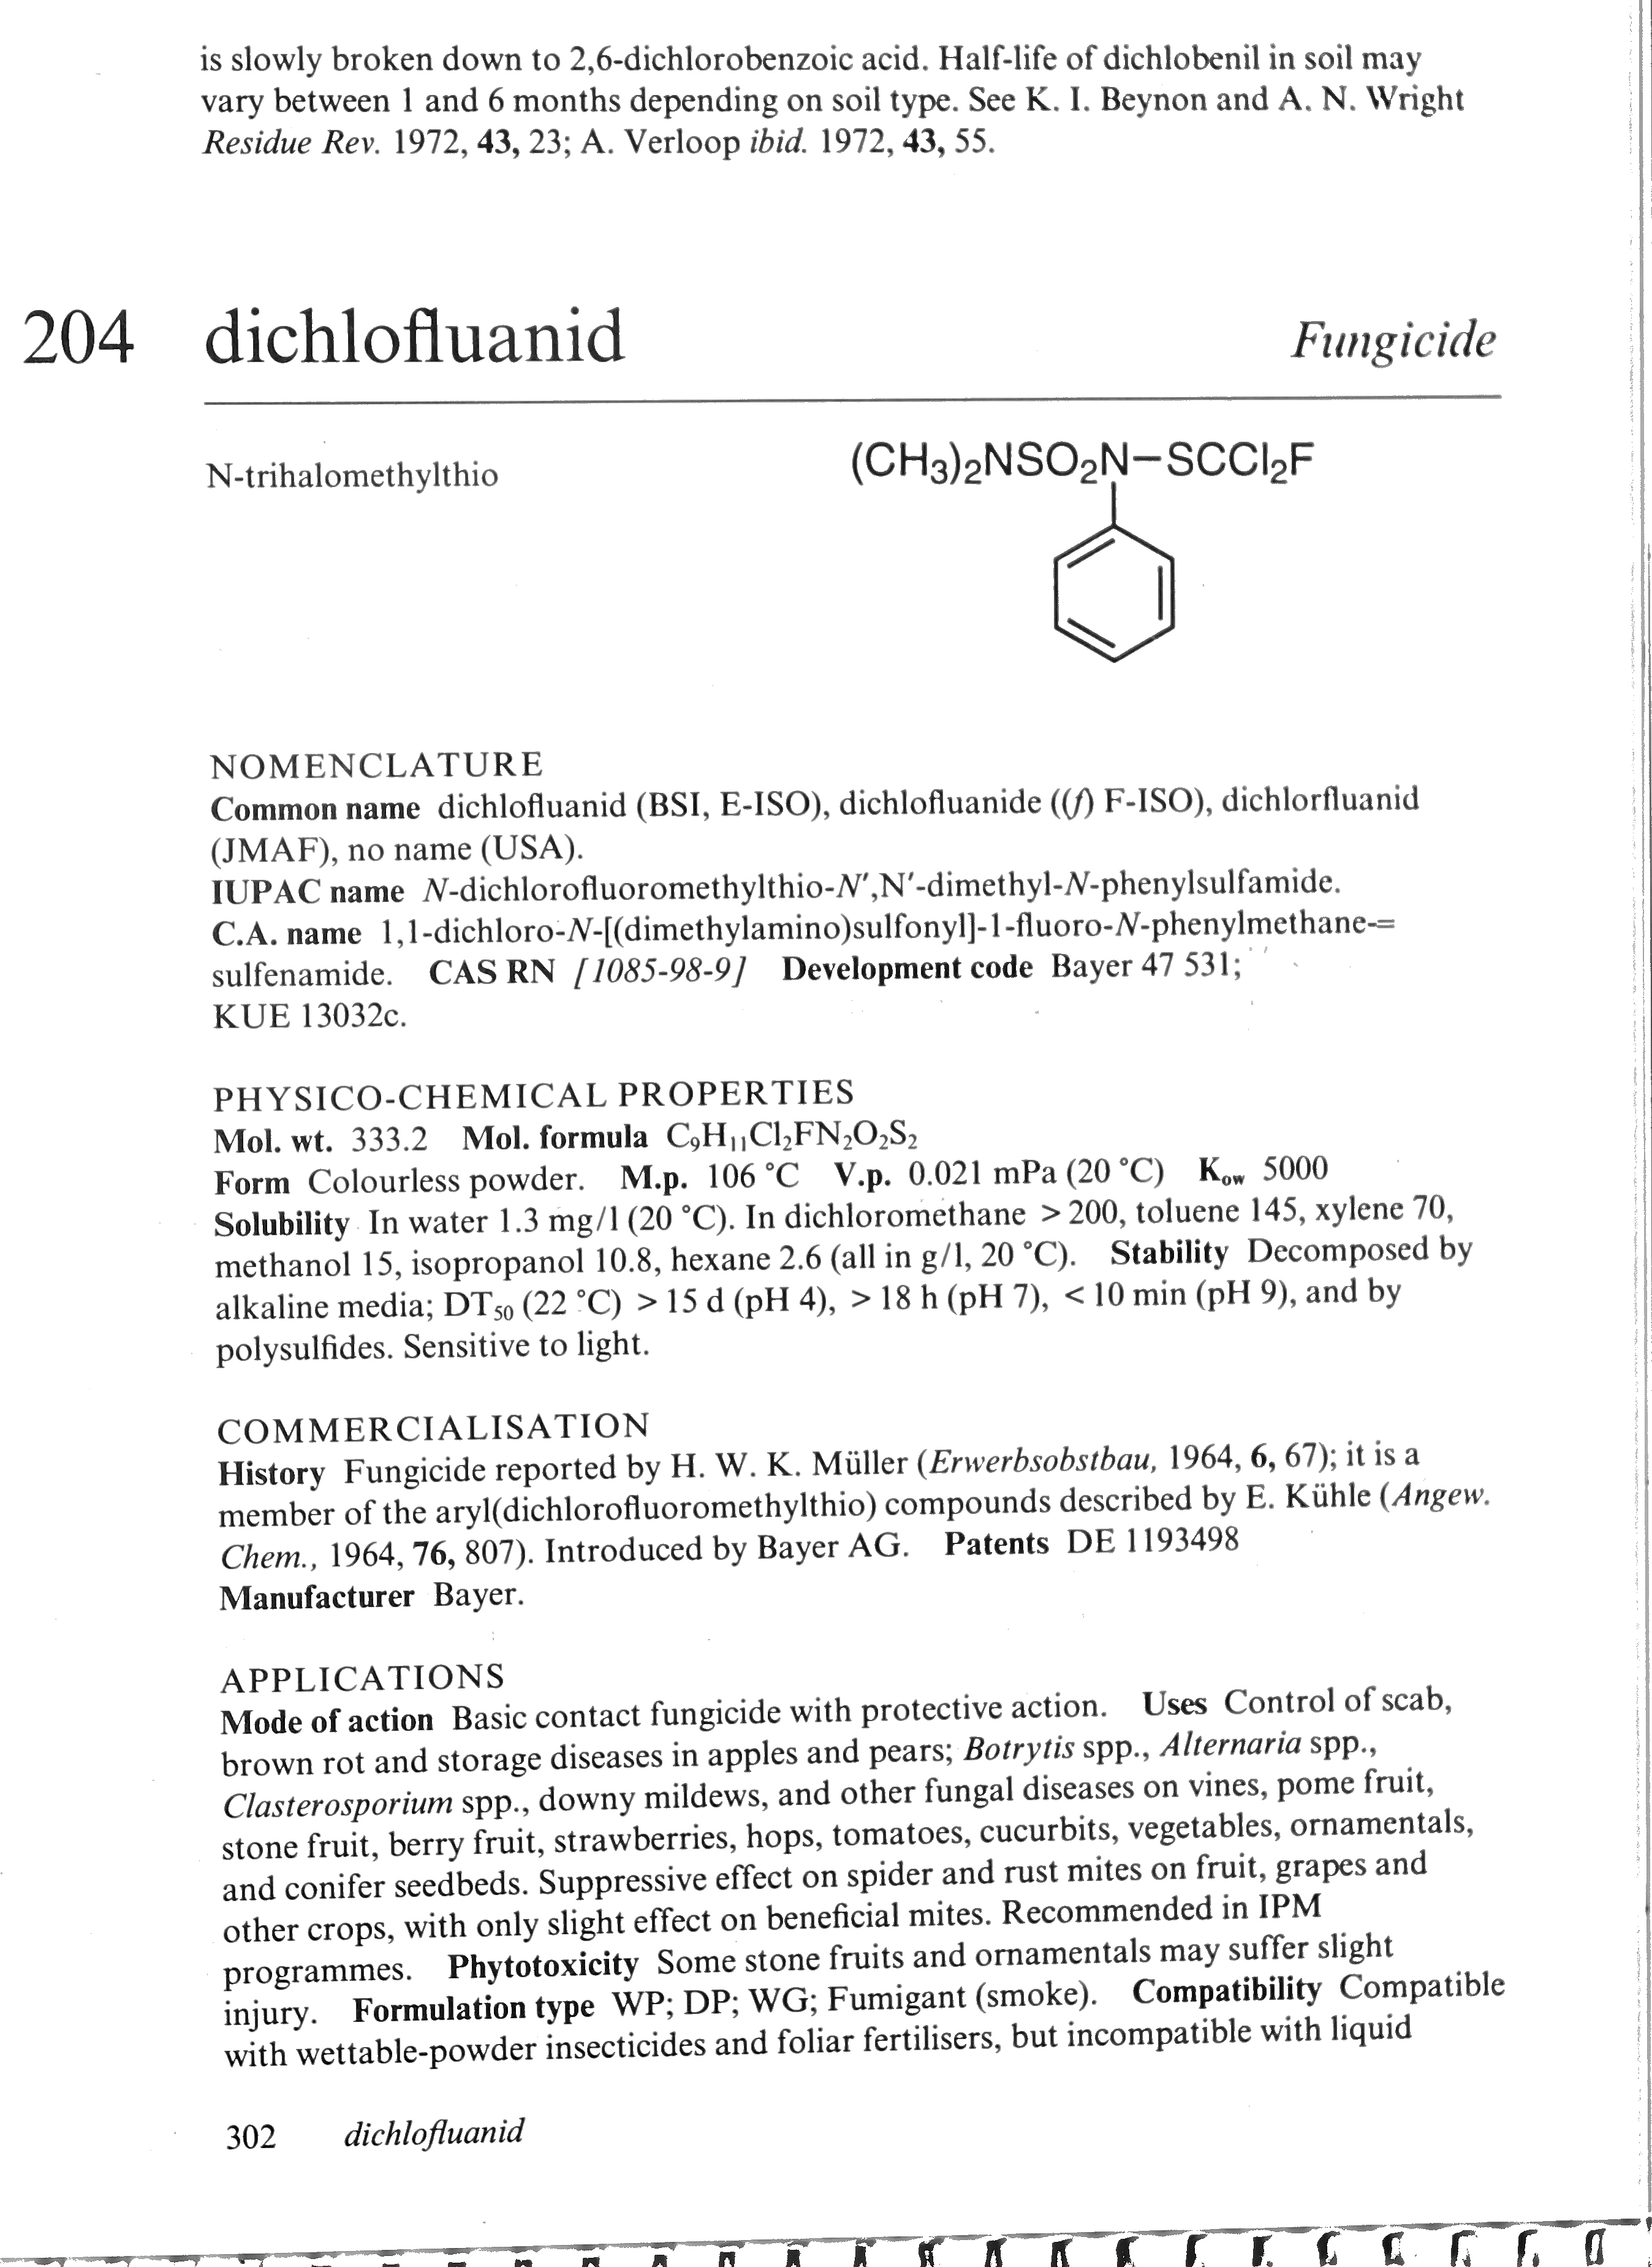 is slowly broken down to 2,6-dichlorobenzoic acid. Half-life of dichlobenil in soil may
vary between 1 and 6 months depending on soil type. See K. I. Beynon and A. N. Wright
Residue Rev. 1972, 43, 23; A. Verloop ibid. 1972, 43, 55.
204 dichlofluanid Fungicide
N-trihalomethylthio
(CH₃)₂NSO₂N–SCCl₂F
NOMENCLATURE
Common name dichlofluanid (BSI, E-ISO), dichlofluanide ((f) F-ISO), dichlorfluanid
(JMAF), no name (USA).
IUPAC name N-dichlorofluoromethylthio-N′,N′-dimethyl-N-phenylsulfamide.
C.A. name 1,1-dichloro-N-[(dimethylamino)sulfonyl]-1-fluoro-N-phenylmethane-=
sulfenamide. CAS RN [1085-98-9] Development code Bayer 47 531;
KUE 13032c.
PHYSICO-CHEMICAL PROPERTIES
Mol. wt. 333.2 Mol. formula C₉H₁₁Cl₂FN₂O₂S₂
Form Colourless powder. M.p. 106 °C V.p. 0.021 mPa (20 °C) Kow 5000
Solubility In water 1.3 mg/l (20 °C). In dichloromethane > 200, toluene 145, xylene 70,
methanol 15, isopropanol 10.8, hexane 2.6 (all in g/l, 20 °C). Stability Decomposed by
alkaline media; DT₅₀ (22 °C) > 15 d (pH 4), > 18 h (pH 7), < 10 min (pH 9), and by
polysulfides. Sensitive to light.
COMMERCIALISATION
History Fungicide reported by H. W. K. Müller (Erwerbsobstbau, 1964, 6, 67); it is a
member of the aryl(dichlorofluoromethylthio) compounds described by E. Kühle (Angew.
Chem., 1964, 76, 807). Introduced by Bayer AG. Patents DE 1193498
Manufacturer Bayer.
APPLICATIONS
Mode of action Basic contact fungicide with protective action. Uses Control of scab,
brown rot and storage diseases in apples and pears; Botrytis spp., Alternaria spp.,
Clasterosporium spp., downy mildews, and other fungal diseases on vines, pome fruit,
stone fruit, berry fruit, strawberries, hops, tomatoes, cucurbits, vegetables, ornamentals,
and conifer seedbeds. Suppressive effect on spider and rust mites on fruit, grapes and
other crops, with only slight effect on beneficial mites. Recommended in IPM
programmes. Phytotoxicity Some stone fruits and ornamentals may suffer slight
injury. Formulation type WP; DP; WG; Fumigant (smoke). Compatibility Compatible
with wettable-powder insecticides and foliar fertilisers, but incompatible with liquid
302 dichlofluanid